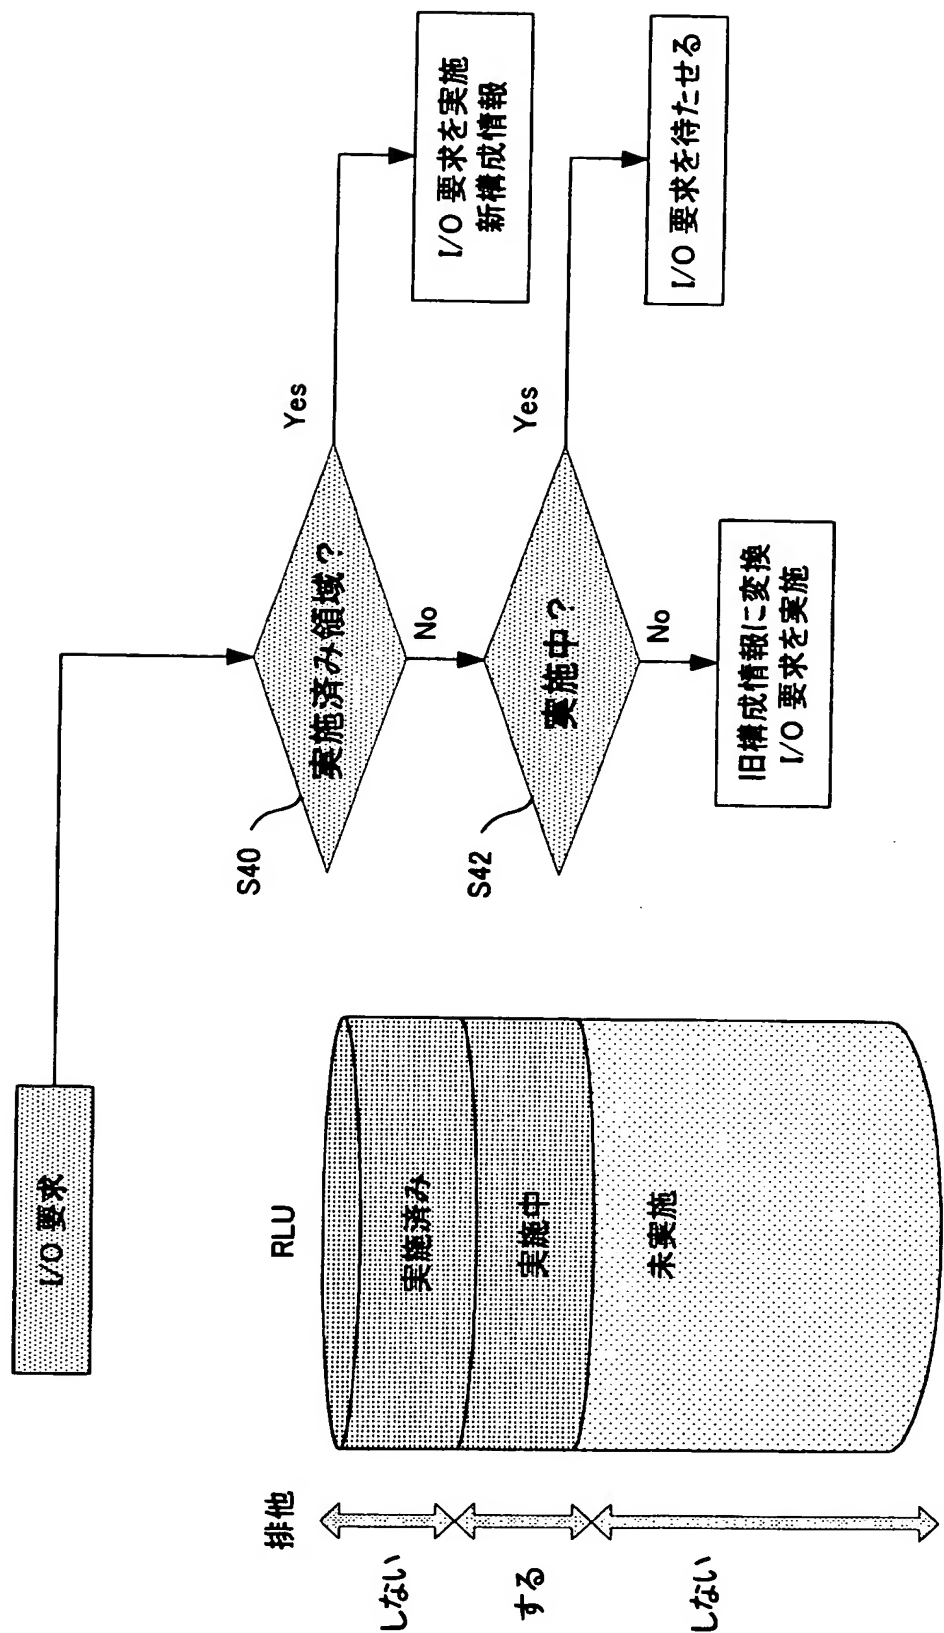 I/O 要求
RLU
排他
しない
する
しない
実施済み
実施中
未実施
S40
実施済み領域?
Yes
No
I/O 要求を実施
新構成情報
S42
実施中?
Yes
No
I/O 要求を待たせる
旧構成情報に変換
I/O 要求を実施